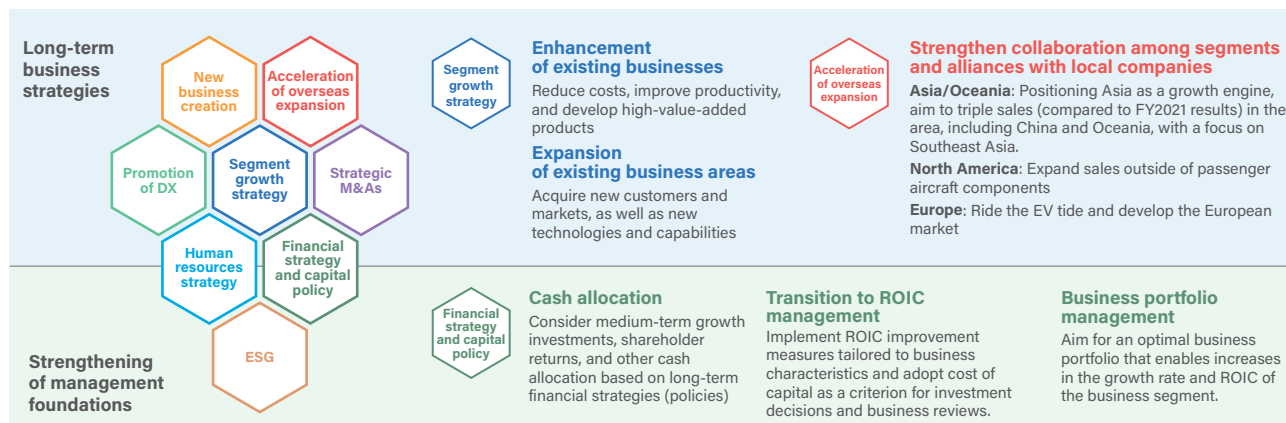 Long-term
business
strategies
New
business
creation
Acceleration
of overseas
expansion
Promotion
of DX
Segment
growth
strategy
Strategic
M&As
Human
resources
strategy
Financial
strategy
and capital
policy
ESG
Strengthening
of management
foundations
Segment
growth
strategy
Enhancement
of existing businesses
Reduce costs, improve productivity,
and develop high-value-added
products
Expansion
of existing business areas
Acquire new customers and
markets, as well as new
technologies and capabilities
Acceleration
of overseas
expansion
Strengthen collaboration among segments
and alliances with local companies
Asia/Oceania: Positioning Asia as a growth engine,
aim to triple sales (compared to FY2021 results) in the
area, including China and Oceania, with a focus on
Southeast Asia.
North America: Expand sales outside of passenger
aircraft components
Europe: Ride the EV tide and develop the European
market
Financial
strategy
and capital
policy
Cash allocation
Consider medium-term growth
investments, shareholder
returns, and other cash
allocation based on long-term
financial strategies (policies)
Transition to ROIC
management
Implement ROIC improvement
measures tailored to business
characteristics and adopt cost of
capital as a criterion for investment
decisions and business reviews.
Business portfolio
management
Aim for an optimal business
portfolio that enables increases
in the growth rate and ROIC of
the business segment.